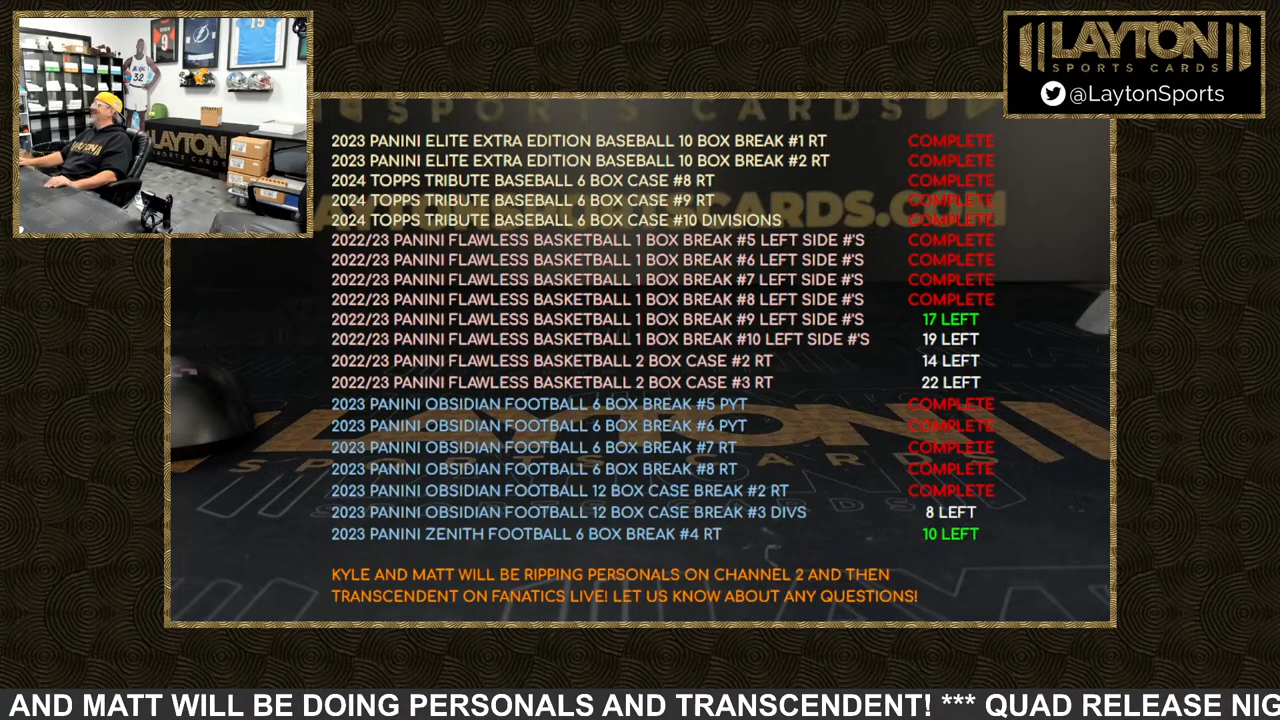 LAYTON
SPORTS CARDS
@LaytonSports
SPORTS CARDS
2023 PANINI ELITE EXTRA EDITION BASEBALL 10 BOX BREAK #1 RT COMPLETE
2023 PANINI ELITE EXTRA EDITION BASEBALL 10 BOX BREAK #2 RT COMPLETE
2024 TOPPS TRIBUTE BASEBALL 6 BOX CASE #8 RT COMPLETE
2024 TOPPS TRIBUTE BASEBALL 6 BOX CASE #9 RT COMPLETE
2024 TOPPS TRIBUTE BASEBALL 6 BOX CASE #10 DIVISIONS COMPLETE
2022/23 PANINI FLAWLESS BASKETBALL 1 BOX BREAK #5 LEFT SIDE #'S COMPLETE
2022/23 PANINI FLAWLESS BASKETBALL 1 BOX BREAK #6 LEFT SIDE #'S COMPLETE
2022/23 PANINI FLAWLESS BASKETBALL 1 BOX BREAK #7 LEFT SIDE #'S COMPLETE
2022/23 PANINI FLAWLESS BASKETBALL 1 BOX BREAK #8 LEFT SIDE #'S COMPLETE
2022/23 PANINI FLAWLESS BASKETBALL 1 BOX BREAK #9 LEFT SIDE #'S 17 LEFT
2022/23 PANINI FLAWLESS BASKETBALL 1 BOX BREAK #10 LEFT SIDE #'S 19 LEFT
2022/23 PANINI FLAWLESS BASKETBALL 2 BOX CASE #2 RT 14 LEFT
2022/23 PANINI FLAWLESS BASKETBALL 2 BOX CASE #3 RT 22 LEFT
2023 PANINI OBSIDIAN FOOTBALL 6 BOX BREAK #5 PYT COMPLETE
2023 PANINI OBSIDIAN FOOTBALL 6 BOX BREAK #6 PYT COMPLETE
2023 PANINI OBSIDIAN FOOTBALL 6 BOX BREAK #7 RT COMPLETE
2023 PANINI OBSIDIAN FOOTBALL 6 BOX BREAK #8 RT COMPLETE
2023 PANINI OBSIDIAN FOOTBALL 12 BOX CASE BREAK #2 RT COMPLETE
2023 PANINI OBSIDIAN FOOTBALL 12 BOX CASE BREAK #3 DIVS 8 LEFT
2023 PANINI ZENITH FOOTBALL 6 BOX BREAK #4 RT 10 LEFT
KYLE AND MATT WILL BE RIPPING PERSONALS ON CHANNEL 2 AND THEN
TRANSCENDENT ON FANATICS LIVE! LET US KNOW ABOUT ANY QUESTIONS!
AND MATT WILL BE DOING PERSONALS AND TRANSCENDENT! *** QUAD RELEASE NIG